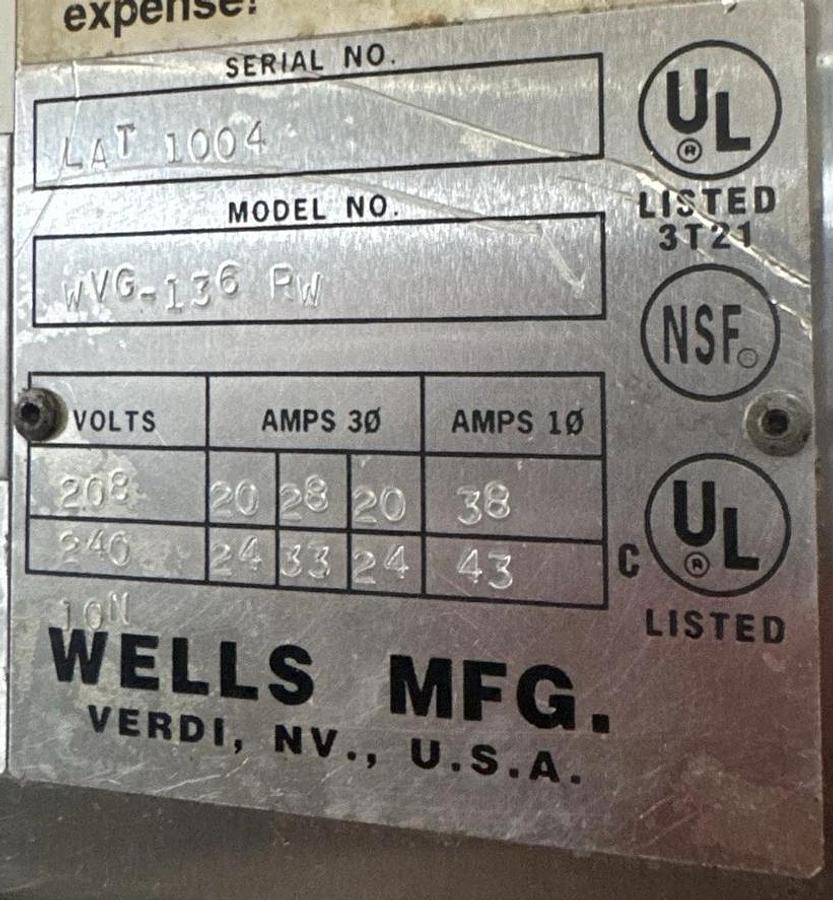 expense!
SERIAL NO.
LAT 1004
MODEL NO.
WVG-136 RW
UL
®
LISTED
3T21
NSF
VOLTS AMPS 3Ø AMPS 1Ø
208 20 28 20 38
240 24 33 24 43
10N
C UL
®
LISTED
WELLS MFG.
VERDI, NV., U.S.A.